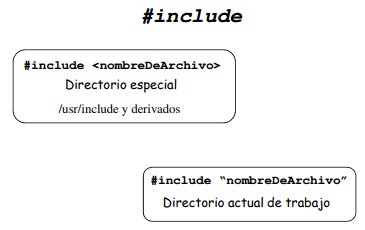 #include
#include <nombreDeArchivo>
Directorio especial
/usr/include y derivados
#include “nombreDeArchivo”
Directorio actual de trabajo